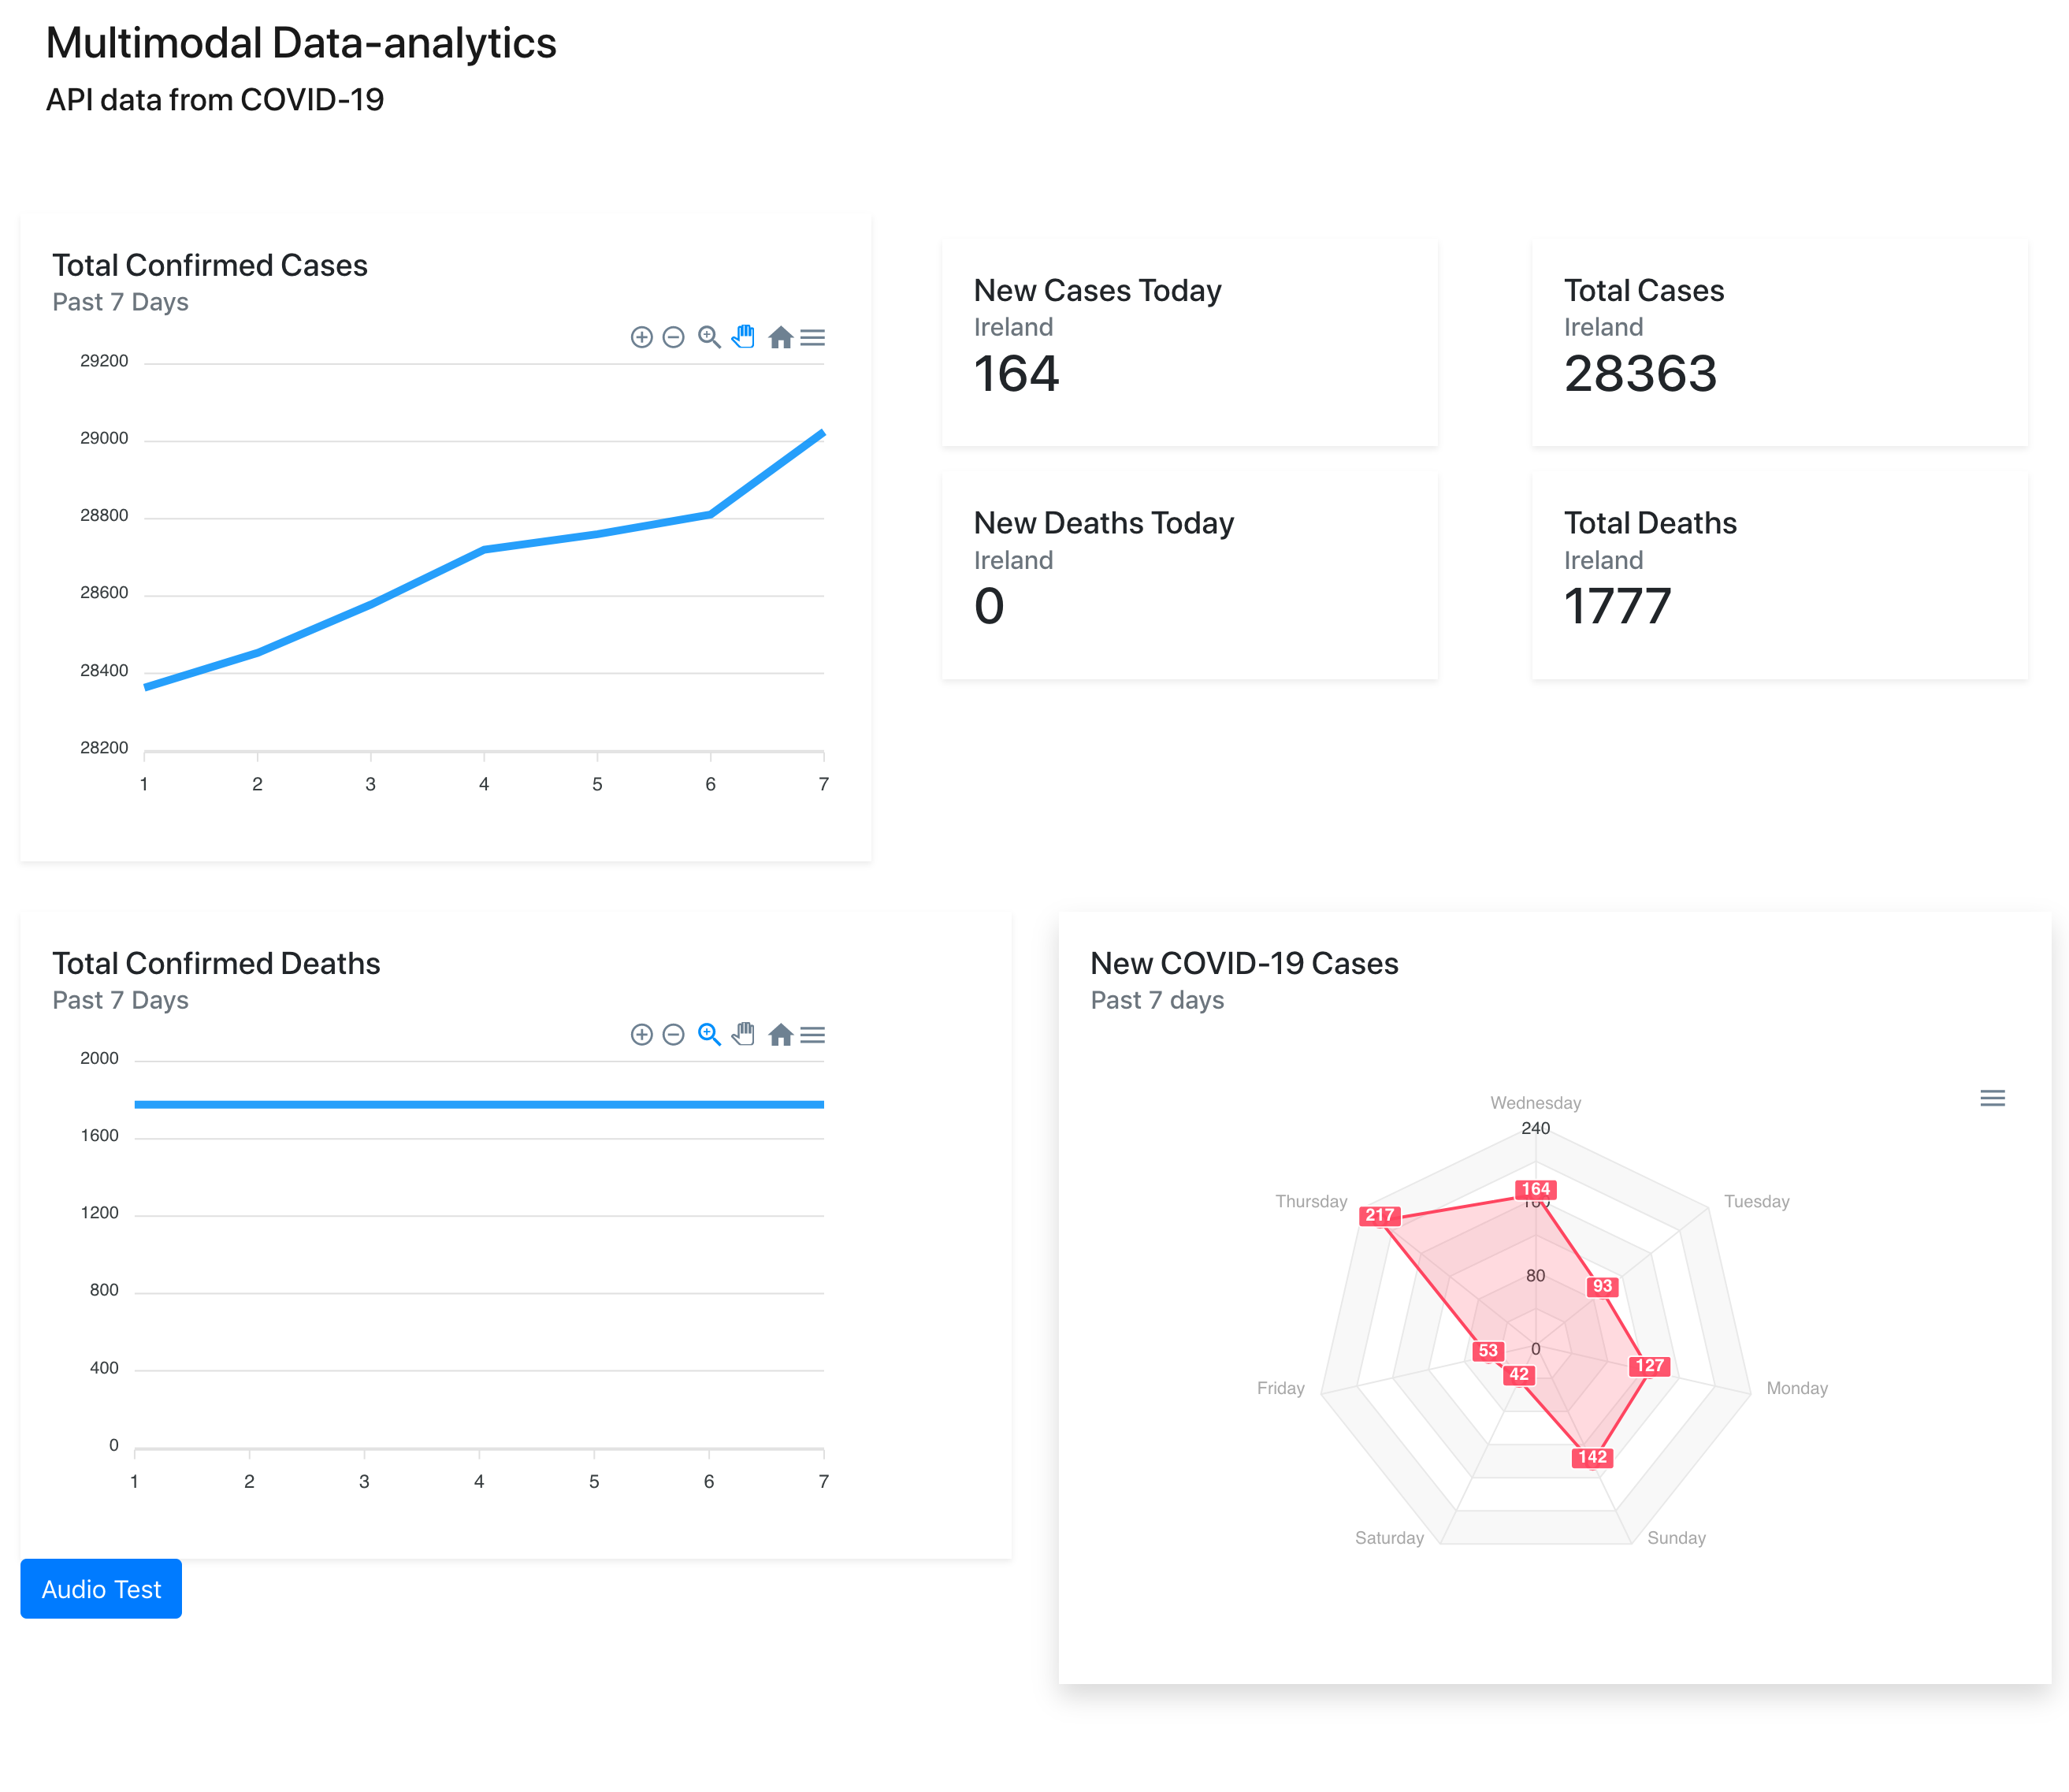 Multimodal Data-analytics
API data from COVID-19
Total Confirmed Cases
Past 7 Days
29200
29000
28800
28600
28400
28200
1 2 3 4 5 6 7
New Cases Today
Ireland
164
Total Cases
Ireland
28363
New Deaths Today
Ireland
0
Total Deaths
Ireland
1777
Total Confirmed Deaths
Past 7 Days
2000
1600
1200
800
400
0
1 2 3 4 5 6 7
Audio Test
New COVID-19 Cases
Past 7 days
Wednesday
240
Thursday
Tuesday
164
160
217
80
93
0
53
127
42
Friday
Monday
142
Saturday
Sunday